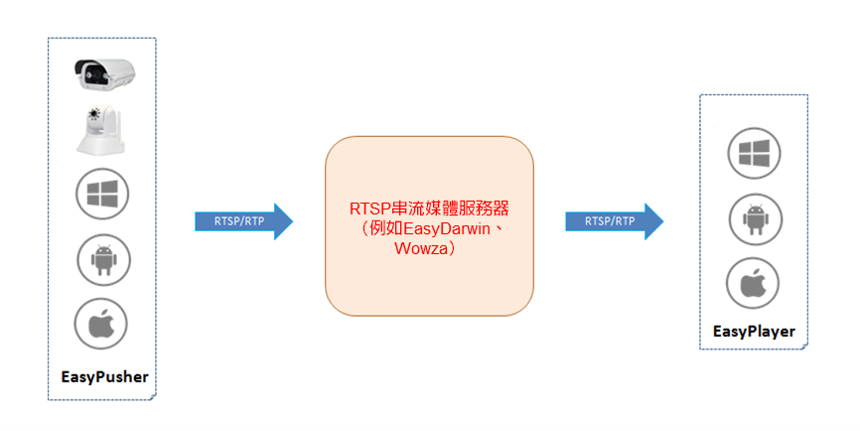 RTSP/RTP
RTSP串流媒體服務器
（例如EasyDarwin、
Wowza）
RTSP/RTP
EasyPlayer
EasyPusher